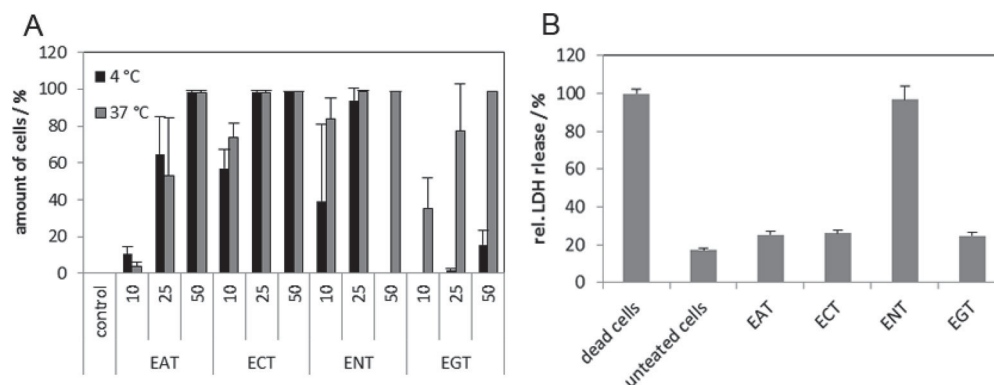 A
amount of cells / %
120
100
80
60
40
20
0
4 °C
37 °C
control
10
25
50
10
25
50
10
25
50
10
25
50
EAT
ECT
ENT
EGT
B
rel. LDH rlease / %
120
100
80
60
40
20
0
dead cells
unteated cells
EAT
ECT
ENT
EGT